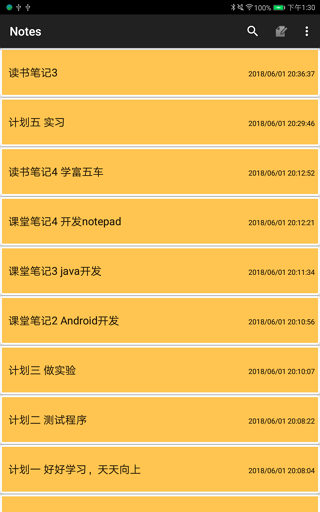 100% 下午1:30
Notes
读书笔记3 2018/06/01 20:36:37
计划五 实习 2018/06/01 20:29:46
读书笔记4 学富五车 2018/06/01 20:12:52
课堂笔记4 开发notepad 2018/06/01 20:12:21
课堂笔记3 java开发 2018/06/01 20:11:34
课堂笔记2 Android开发 2018/06/01 20:10:56
计划三 做实验 2018/06/01 20:10:07
计划二 测试程序 2018/06/01 20:08:22
计划一 好好学习，天天向上 2018/06/01 20:08:04